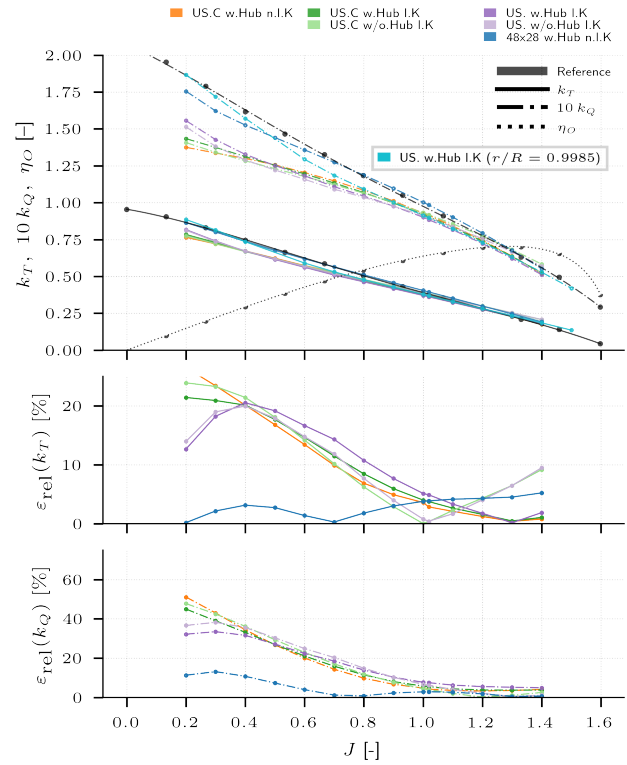 US.C w.Hub n.l.K US.C w.Hub l.K US. w.Hub l.K
US.C w/o.Hub l.K US. w/o.Hub l.K
48x28 w.Hub n.l.K
2.00
1.75
1.50
1.25
1.00
0.75
0.50
0.25
0.00
k_T, 10 k_Q, η_O [-]
Reference
k_T
10 k_Q
η_O
US. w.Hub l.K (r/R = 0.9985)
20
10
0
ε_rel(k_T) [%]
60
40
20
0
ε_rel(k_Q) [%]
0.0 0.2 0.4 0.6 0.8 1.0 1.2 1.4 1.6
J [-]